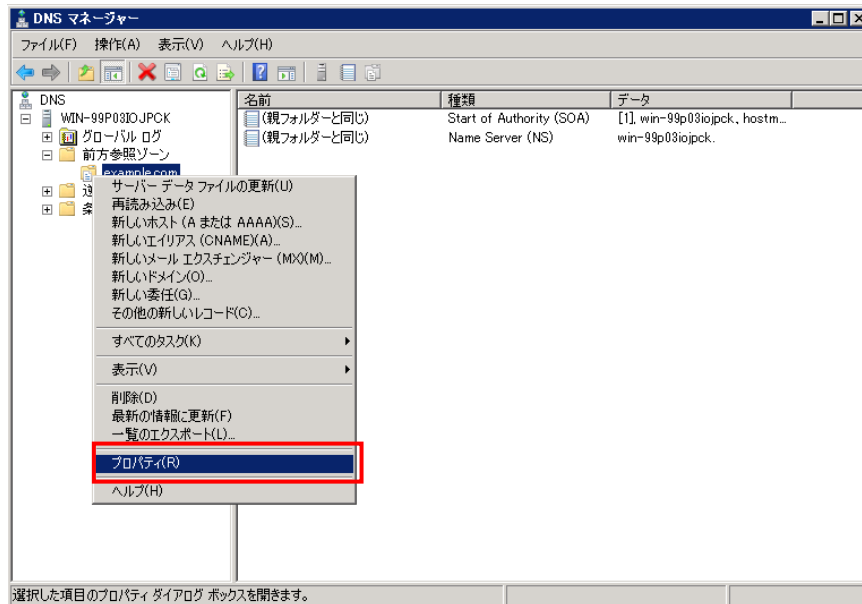 DNS マネージャー
ファイル(F) 操作(A) 表示(V) ヘルプ(H)
DNS
WIN-99P03IOJPCK
グローバル ログ
前方参照ゾーン
example.com
逆
条
名前 種類 データ
(親フォルダーと同じ) Start of Authority (SOA) [1], win-99p03iojpck., hostm...
(親フォルダーと同じ) Name Server (NS) win-99p03iojpck.
サーバー データ ファイルの更新(U)
再読み込み(E)
新しいホスト (A または AAAA)(S)...
新しいエイリアス (CNAME)(A)...
新しいメール エクスチェンジャー (MX)(M)...
新しいドメイン(O)...
新しい委任(G)...
その他の新しいレコード(C)...
すべてのタスク(K)
表示(V)
削除(D)
最新の情報に更新(F)
一覧のエクスポート(L)...
プロパティ(R)
ヘルプ(H)
選択した項目のプロパティ ダイアログ ボックスを開きます。